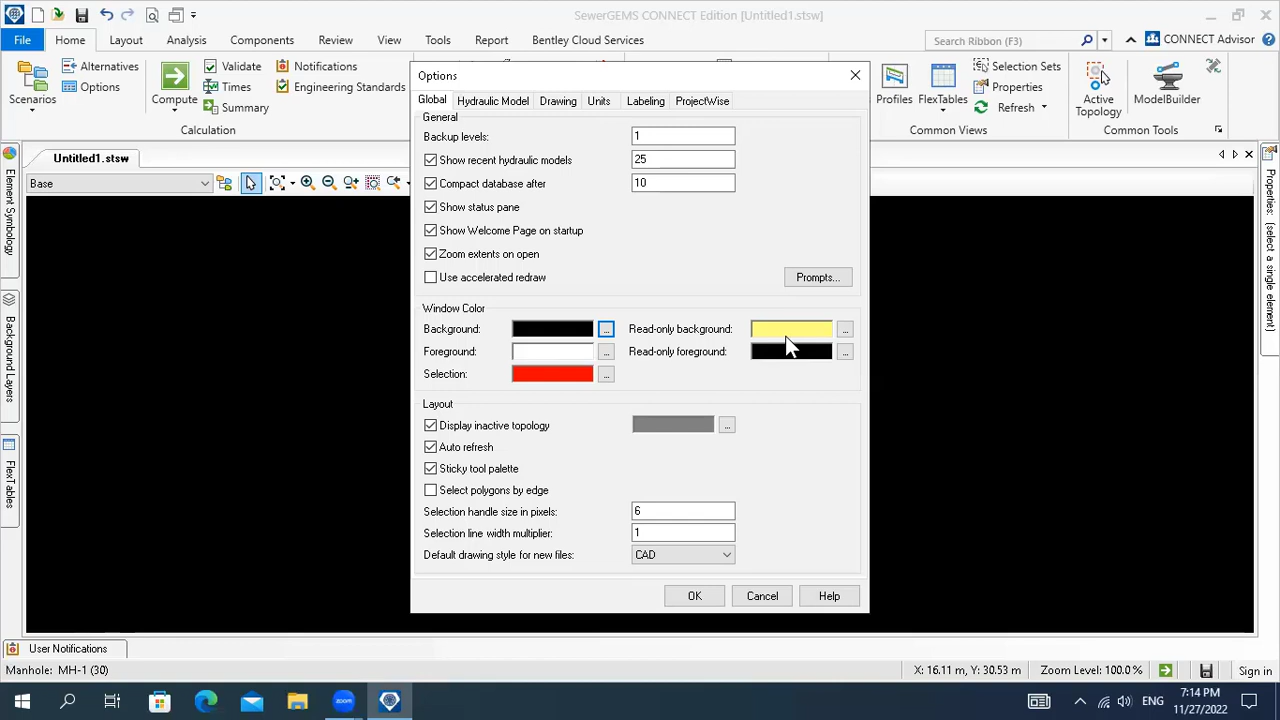 SewerGEMS CONNECT Edition [Untitled1.stsw]
File Home Layout Analysis Components Review View Tools Report Bentley Cloud Services Search Ribbon (F3) CONNECT Advisor
Scenarios Alternatives Options Compute Validate Times Summary Notifications Engineering Standards Profiles FlexTables Selection Sets Properties Refresh Active Topology ModelBuilder
Calculation Common Views Common Tools
Untitled1.stsw
Base
Element Symbology
Background Layers
FlexTables
Properties: (select a single element)
Options
Global Hydraulic Model Drawing Units Labeling ProjectWise
General
Backup levels: 1
Show recent hydraulic models 25
Compact database after 10
Show status pane
Show Welcome Page on startup
Zoom extents on open
Use accelerated redraw Prompts...
Window Color
Background: ... Read-only background: ...
Foreground: ... Read-only foreground: ...
Selection: ...
Layout
Display inactive topology ...
Auto refresh
Sticky tool palette
Select polygons by edge
Selection handle size in pixels: 6
Selection line width multiplier: 1
Default drawing style for new files: CAD
OK Cancel Help
User Notifications
Manhole: MH-1 (30) X: 16.11 m, Y: 30.53 m Zoom Level: 100.0 % Sign in
zoom ENG 7:14 PM
11/27/2022